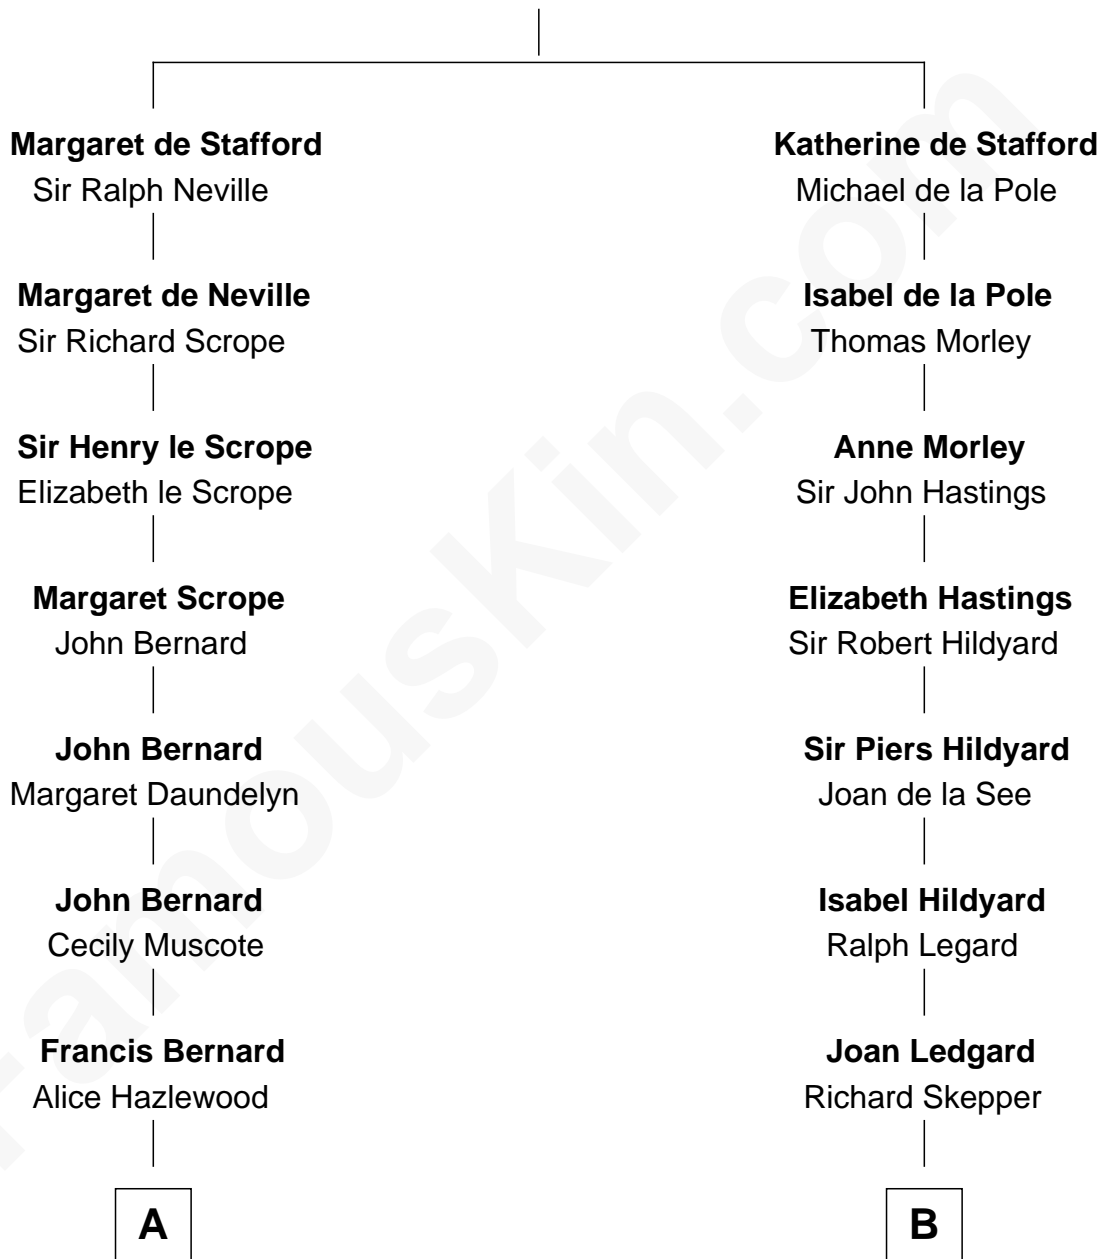 Margaret de Stafford
Sir Ralph Neville
Margaret de Neville
Sir Richard Scrope
Sir Henry le Scrope
Elizabeth le Scrope
Margaret Scrope
John Bernard
John Bernard
Margaret Daundelyn
John Bernard
Cecily Muscote
Francis Bernard
Alice Hazlewood
A
Katherine de Stafford
Michael de la Pole
Isabel de la Pole
Thomas Morley
Anne Morley
Sir John Hastings
Elizabeth Hastings
Sir Robert Hildyard
Sir Piers Hildyard
Joan de la See
Isabel Hildyard
Ralph Legard
Joan Ledgard
Richard Skepper
B
FamousKin.com